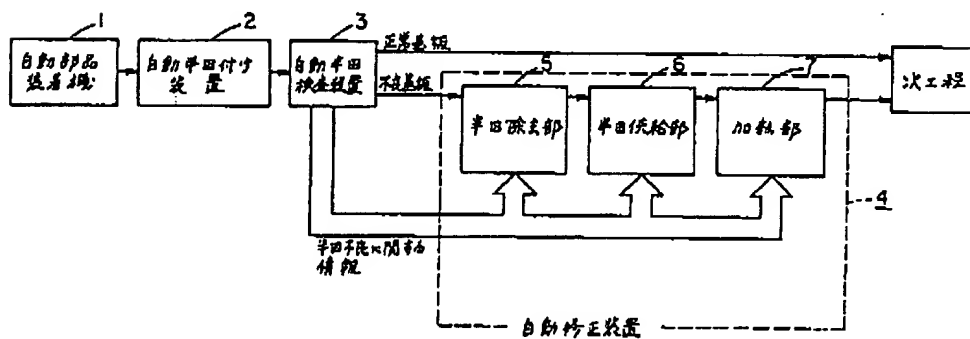 1
自動部品
装着機
2
自動半田付け
装置
3
自動半田
検査装置
正常基板
不良基板
5
半田除去部
6
半田供給部
7
加熱部
次工程
4
半田不良に関する
情報
自動修正装置